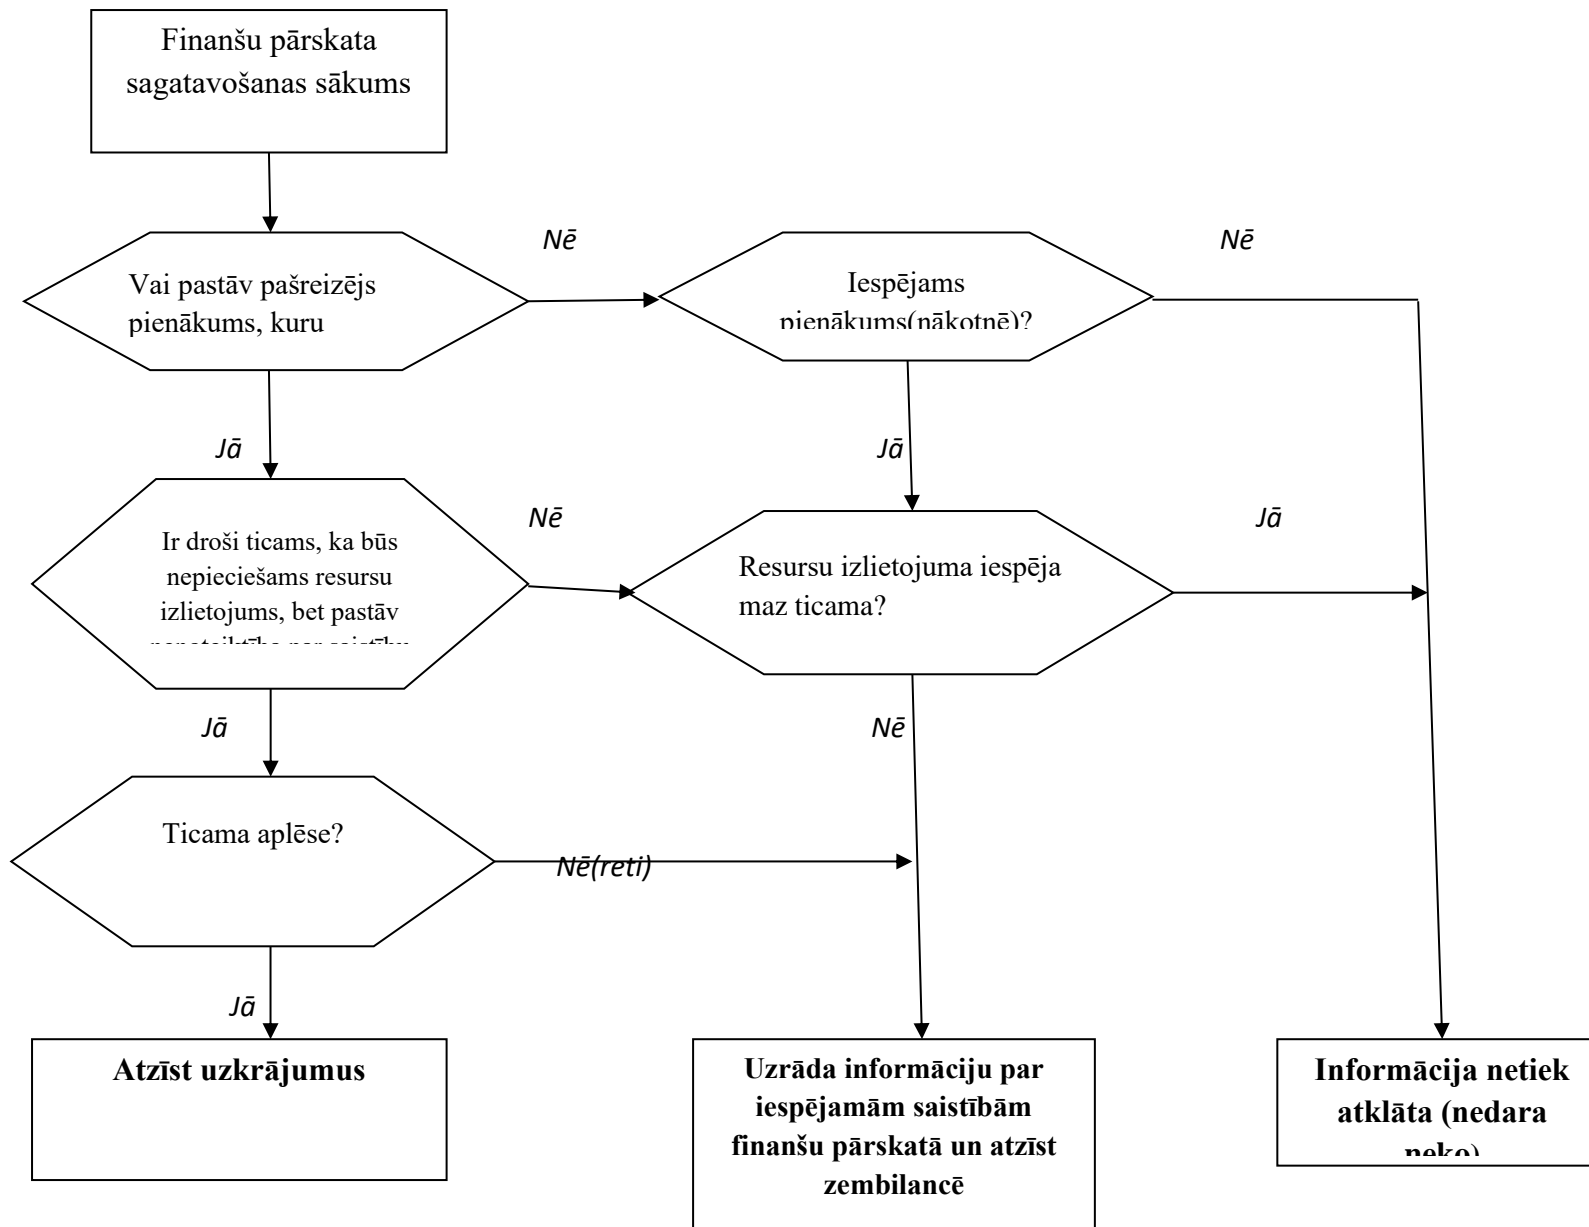 Finanšu pārskata
sagatavošanas sākums
Nē
Nē
Vai pastāv pašreizējs
pienākums, kuru
Iespējams
pienākums(nākotnē)?
Jā
Jā
Nē
Jā
Ir droši ticams, ka būs
nepieciešams resursu
izlietojums, bet pastāv
Resursu izlietojuma iespēja
maz ticama?
Jā
Nē
Ticama aplēse?
Nē(reti)
Jā
Atzīst uzkrājumus
Uzrāda informāciju par
iespējamām saistībām
finanšu pārskatā un atzīst
zembilancē
Informācija netiek
atklāta (nedara
neko)